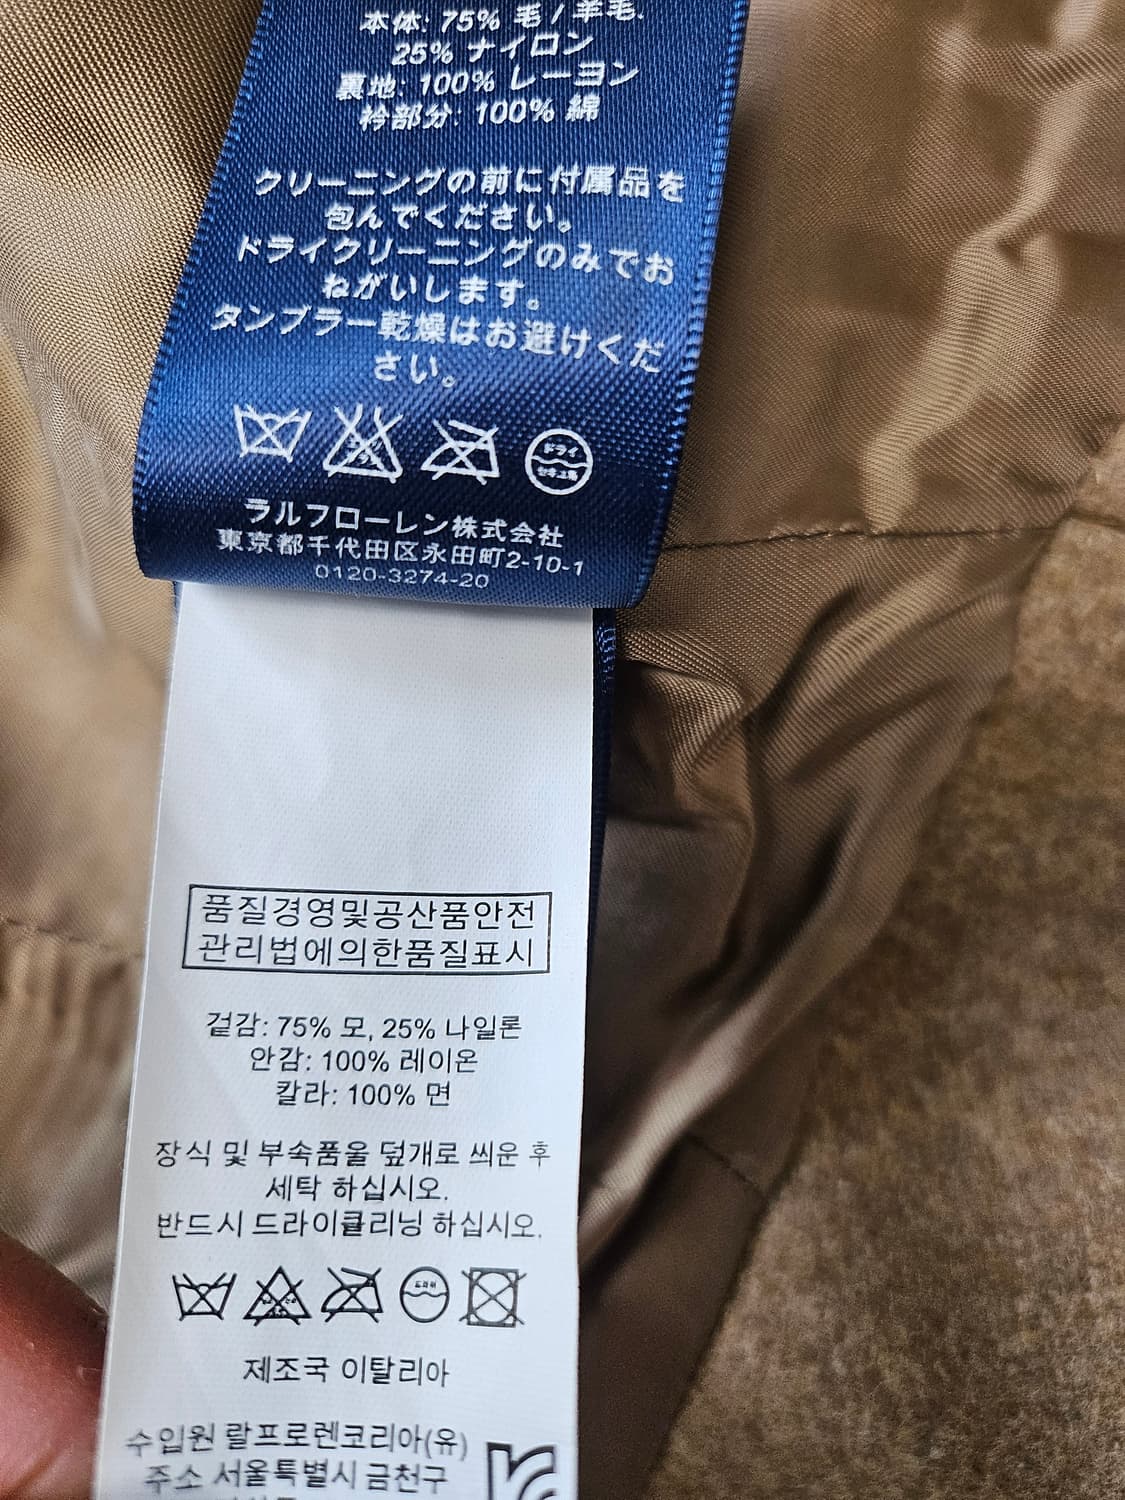 本体: 75% 毛 / 羊毛.
25% ナイロン
裏地: 100% レーヨン
衿部分: 100% 綿
クリーニングの前に付属品を
包んでください。
ドライクリーニングのみでお
ねがいします。
タンブラー乾燥はお避けくだ
さい。
ドライ
ラルフローレン株式会社
東京都千代田区永田町2-10-1
0120-3274-20
품질경영및공산품안전
관리법에의한품질표시
겉감: 75% 모, 25% 나일론
안감: 100% 레이온
칼라: 100% 면
장식 및 부속품을 덮개로 씌운 후
세탁 하십시오.
반드시 드라이클리닝 하십시오.
드라이
제조국 이탈리아
수입원 랄프로렌코리아(유)
주소 서울특별시 금천구